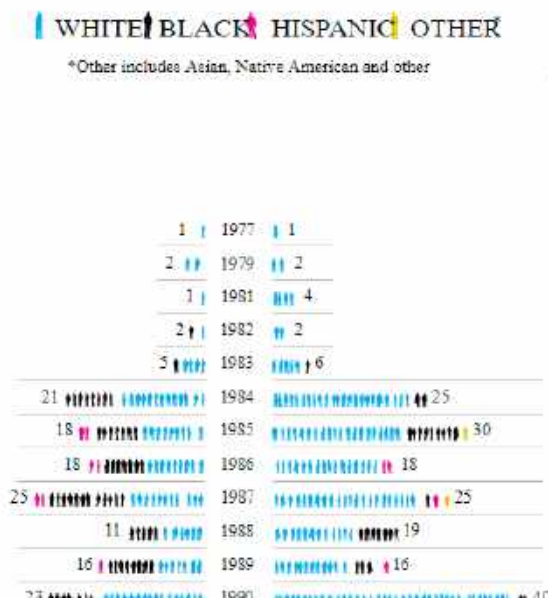 WHITE BLACK HISPANIC OTHER*
*Other includes Asian, Native American and other
1 1977 1
2 1979 2
1 1981 4
2 1982 2
5 1983 6
21 1984 25
18 1985 30
18 1986 18
25 1987 25
11 1988 19
16 1989 16
23 1990